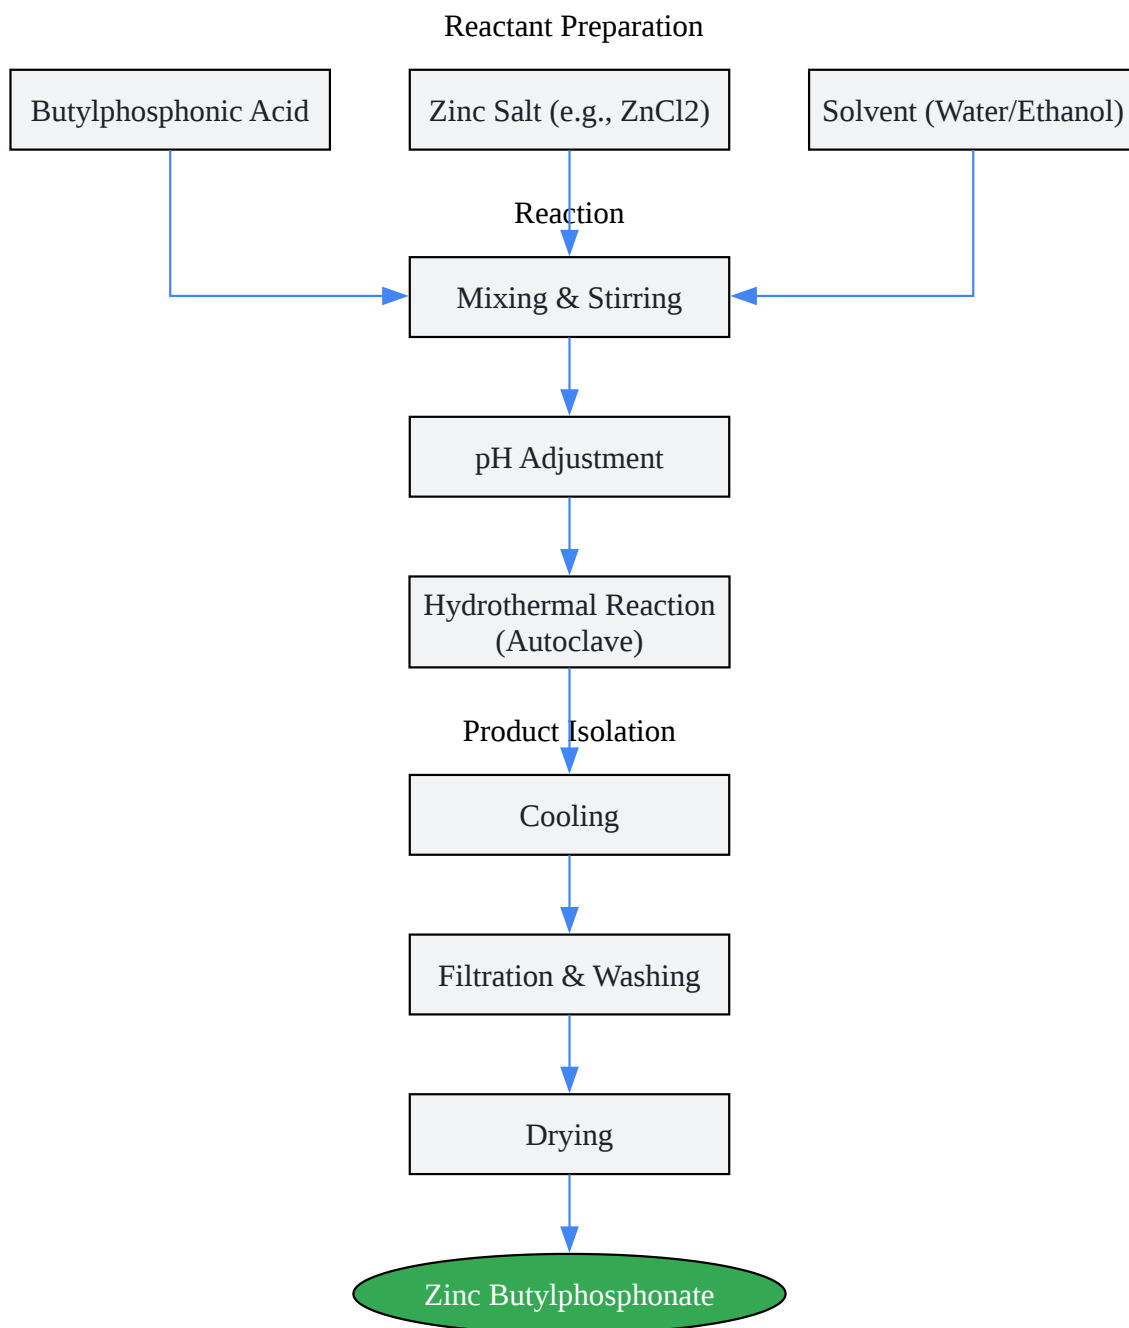 Reactant Preparation
Butylphosphonic Acid
Zinc Salt (e.g., ZnCl2)
Solvent (Water/Ethanol)
Reaction
Mixing & Stirring
pH Adjustment
Hydrothermal Reaction
(Autoclave)
Product Isolation
Cooling
Filtration & Washing
Drying
Zinc Butylphosphonate